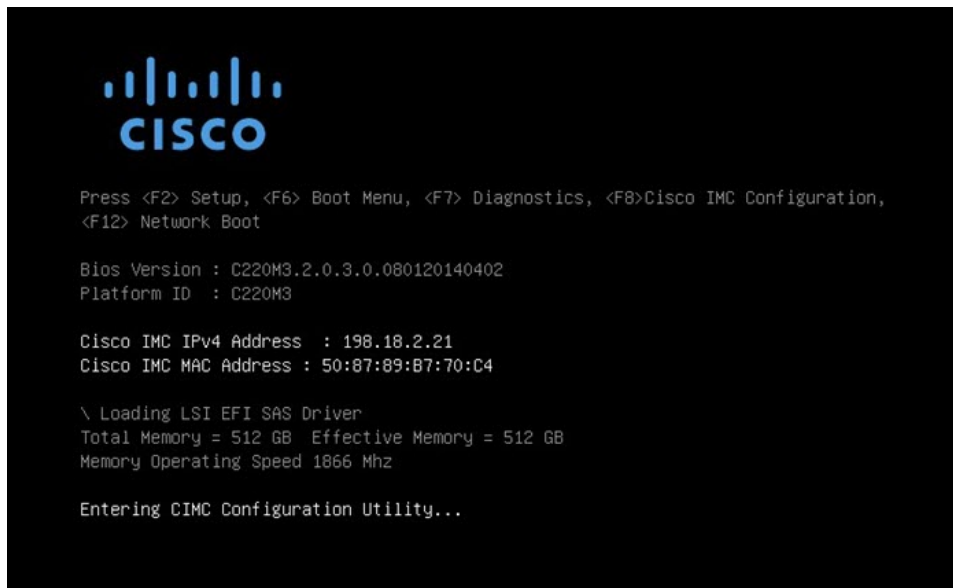 CISCO
Press <F2> Setup, <F6> Boot Menu, <F7> Diagnostics, <F8>Cisco IMC Configuration,
<F12> Network Boot
Bios Version : C220M3.2.0.3.0.080120140402
Platform ID  : C220M3
Cisco IMC IPv4 Address  : 198.18.2.21
Cisco IMC MAC Address : 50:87:89:B7:70:C4
\ Loading LSI EFI SAS Driver
Total Memory = 512 GB  Effective Memory = 512 GB
Memory Operating Speed 1866 Mhz
Entering CIMC Configuration Utility...